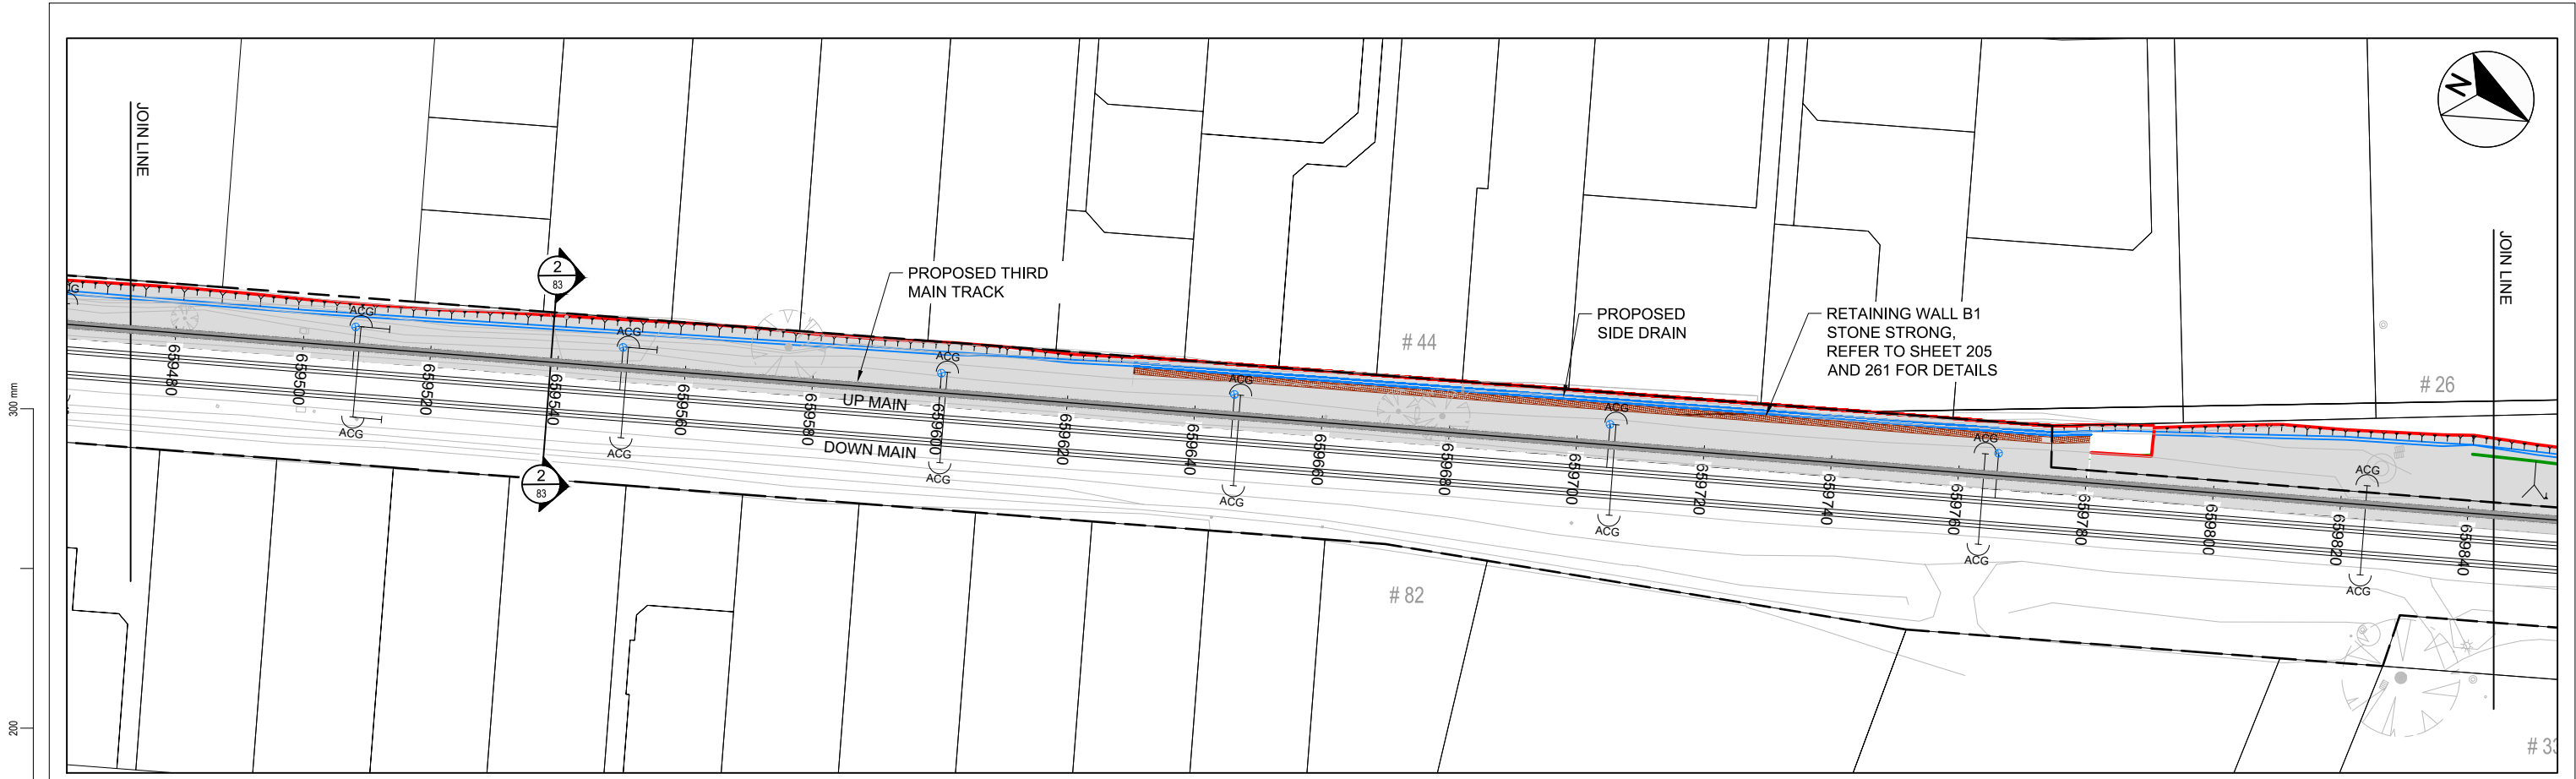 JOIN LINE
N
JOIN LINE
2
83
PROPOSED THIRD
MAIN TRACK
PROPOSED
SIDE DRAIN
RETAINING WALL B1
STONE STRONG,
REFER TO SHEET 205
AND 261 FOR DETAILS
# 44
# 26
ACG
ACG
ACG
ACG
ACG
ACG
ACG
659480
659500
659520
659540
659560
659580
659600
659620
659640
659660
659680
659700
659720
659740
659760
659780
659800
659820
659840
UP MAIN
DOWN MAIN
ACG
ACG
ACG
ACG
ACG
ACG
ACG
2
83
# 82
300 mm
200